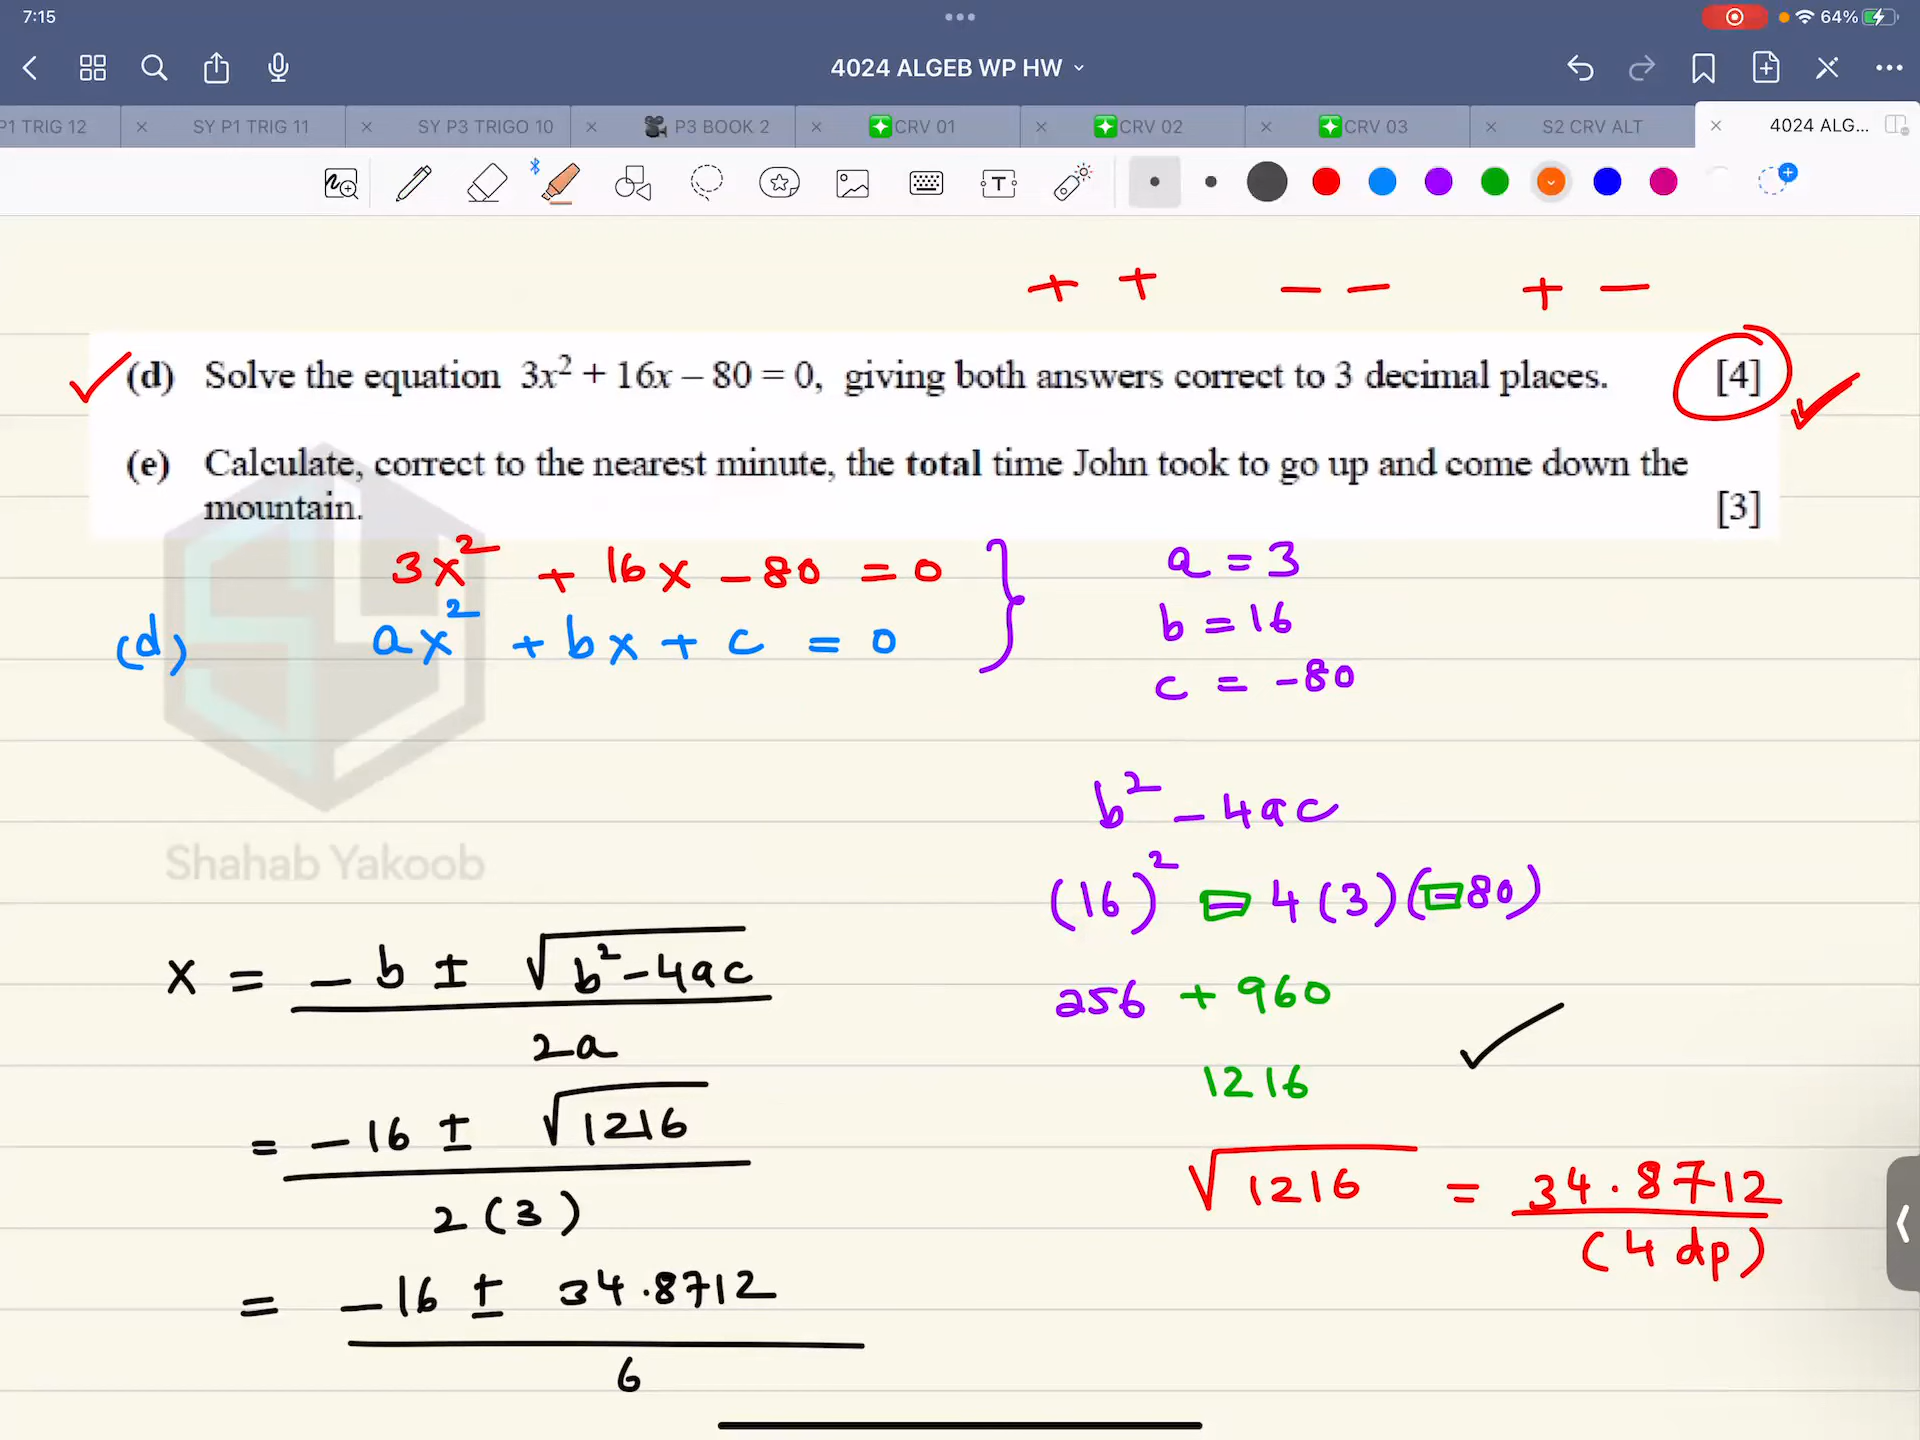 7:15
64%
4024 ALGEB WP HW
P1 TRIG 12
SY P1 TRIG 11
SY P3 TRIGO 10
P3 BOOK 2
CRV 01
CRV 02
CRV 03
S2 CRV ALT
4024 ALG...
+ + − − + −
(d) Solve the equation 3x² + 16x – 80 = 0, giving both answers correct to 3 decimal places. [4]
(e) Calculate, correct to the nearest minute, the total time John took to go up and come down the
mountain. [3]
3x² + 16x − 80 = 0
(d) ax² + bx + c = 0
a = 3
b = 16
c = −80
b² − 4ac
(16)² − 4(3)(−80)
256 + 960
1216
√1216 = 34.8712
(4 dp)
Shahab Yakoob
x = −b ± √b²−4ac
2a
= −16 ± √1216
2(3)
= −16 ± 34.8712
6